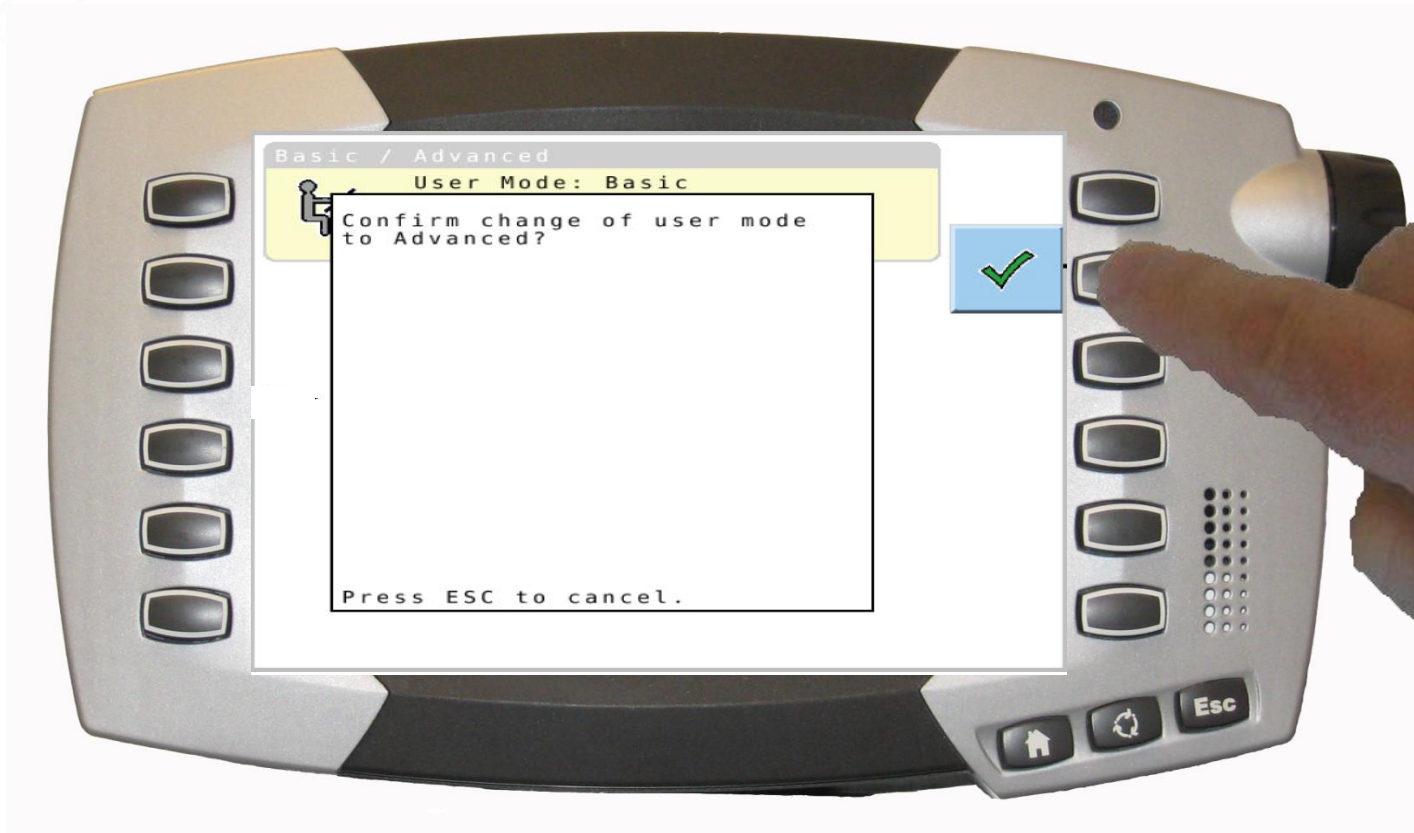 Basic / Advanced
User Mode: Basic
Confirm change of user mode
to Advanced?
Press ESC to cancel.
Esc